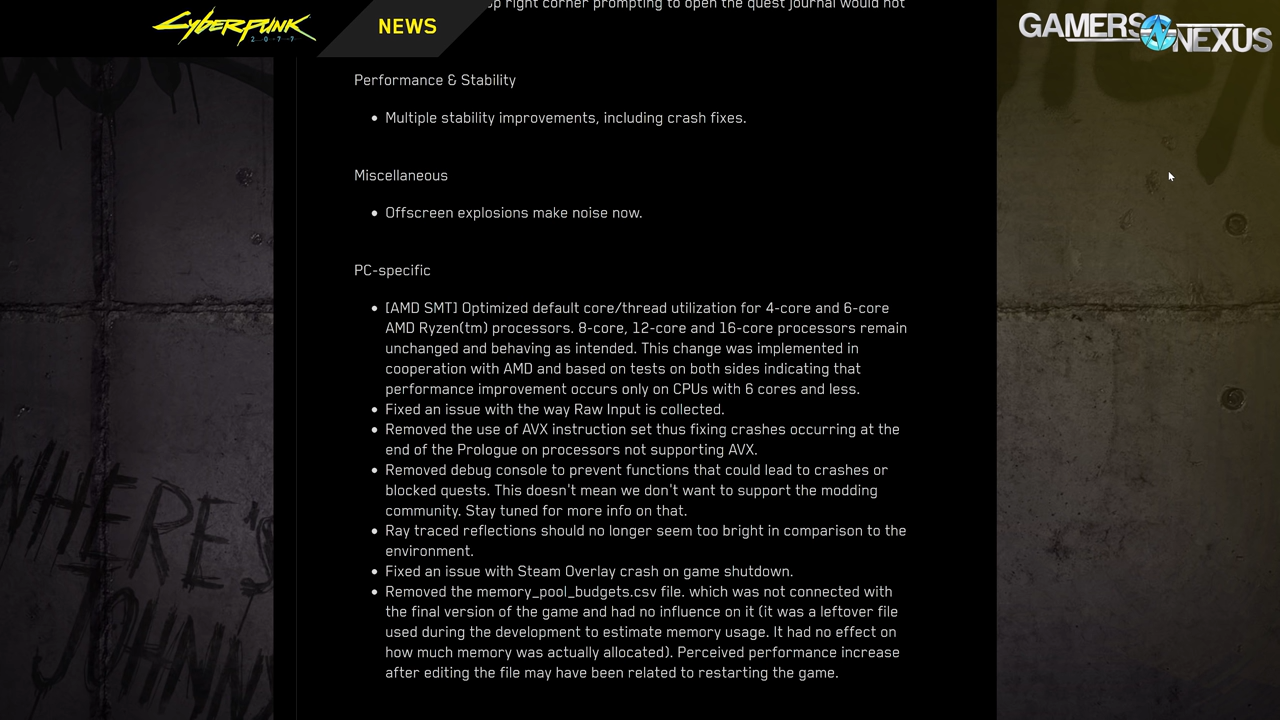 Cyberpunk
2077
NEWS
GAMERS NEXUS
op right corner prompting to open the quest journal would not
Performance & Stability
• Multiple stability improvements, including crash fixes.
Miscellaneous
• Offscreen explosions make noise now.
PC-specific
• [AMD SMT] Optimized default core/thread utilization for 4-core and 6-core
AMD Ryzen(tm) processors. 8-core, 12-core and 16-core processors remain
unchanged and behaving as intended. This change was implemented in
cooperation with AMD and based on tests on both sides indicating that
performance improvement occurs only on CPUs with 6 cores and less.
• Fixed an issue with the way Raw Input is collected.
• Removed the use of AVX instruction set thus fixing crashes occurring at the
end of the Prologue on processors not supporting AVX.
• Removed debug console to prevent functions that could lead to crashes or
blocked quests. This doesn't mean we don't want to support the modding
community. Stay tuned for more info on that.
• Ray traced reflections should no longer seem too bright in comparison to the
environment.
• Fixed an issue with Steam Overlay crash on game shutdown.
• Removed the memory_pool_budgets.csv file. which was not connected with
the final version of the game and had no influence on it (it was a leftover file
used during the development to estimate memory usage. It had no effect on
how much memory was actually allocated). Perceived performance increase
after editing the file may have been related to restarting the game.
WHERE'S
JOHNNY